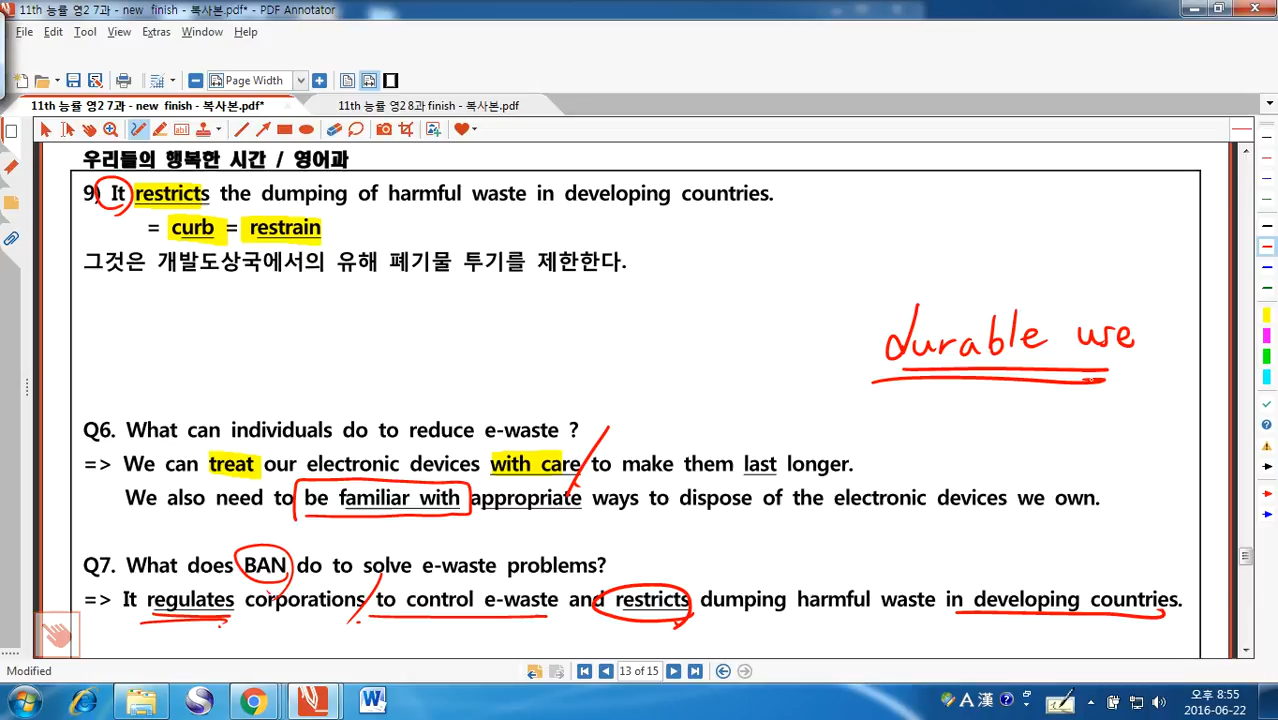 11th 능률 영2 7과 - new  finish - 복사본.pdf* - PDF Annotator
File Edit Tool View Extras Window Help
Page Width
11th 능률 영2 7과 - new  finish - 복사본.pdf*
11th 능률 영2 8과 finish - 복사본.pdf
우리들의 행복한 시간 / 영어과
9) It restricts the dumping of harmful waste in developing countries.
= curb = restrain
그것은 개발도상국에서의 유해 폐기물 투기를 제한한다.
durable use
Q6. What can individuals do to reduce e-waste ?
=> We can treat our electronic devices with care to make them last longer.
We also need to be familiar with appropriate ways to dispose of the electronic devices we own.
Q7. What does BAN do to solve e-waste problems?
=> It regulates corporations to control e-waste and restricts dumping harmful waste in developing countries.
Modified
13 of 15
A 漢
오후 8:55
2016-06-22